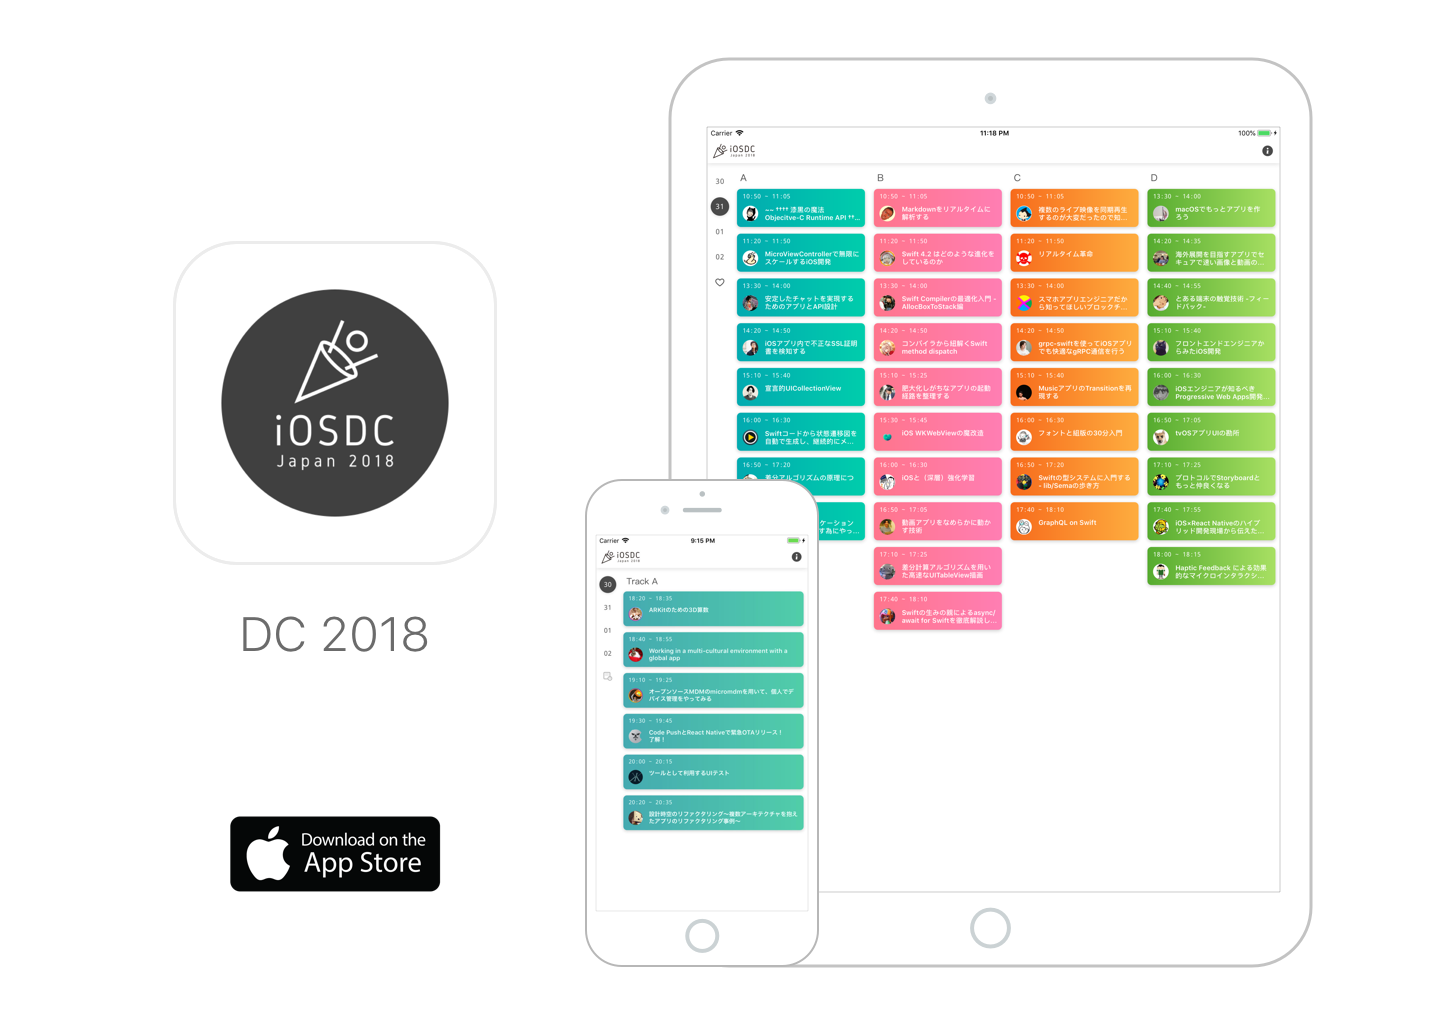 iOSDC
Japan 2018
DC 2018
Download on the
App Store
Carrier
11:18 PM
100%
iOSDC
Japan 2018
30
31
01
02
A
10:50 - 11:05
~~ †††† 漆黒の魔法
Objecitve-C Runtime API ††...
11:20 - 11:50
MicroViewControllerで無限に
スケールするiOS開発
13:30 - 14:00
安定したチャットを実現する
ためのアプリとAPI設計
14:20 - 14:50
iOSアプリ内で不正なSSL証明
書を検知する
15:10 - 15:40
宣言的UICollectionView
16:00 - 16:30
Swiftコードから状態遷移図を
自動で生成し、継続的にメ...
16:50 - 17:20
差分アルゴリズムの原理につ
ケーション
す為にやっ...
B
10:50 - 11:05
Markdownをリアルタイムに
解析する
11:20 - 11:50
Swift 4.2 はどのような進化を
しているのか
13:30 - 14:00
Swift Compilerの最適化入門 -
AllocBoxToStack編
14:20 - 14:50
コンパイラから紐解くSwift
method dispatch
15:10 - 15:25
肥大化しがちなアプリの起動
経路を整理する
15:30 - 15:45
iOS WKWebViewの魔改造
16:00 - 16:30
iOSと（深層）強化学習
16:50 - 17:05
動画アプリをなめらかに動か
す技術
17:10 - 17:25
差分計算アルゴリズムを用い
た高速なUITableView描画
17:40 - 18:10
Swiftの生みの親によるasync/
await for Swiftを徹底解説し...
C
10:50 - 11:05
複数のライブ映像を同期再生
するのが大変だったので知...
11:20 - 11:50
リアルタイム革命
13:30 - 14:00
スマホアプリエンジニアだか
ら知ってほしいブロックチ...
14:20 - 14:50
grpc-swiftを使ってiOSアプリ
でも快適なgRPC通信を行う
15:10 - 15:40
MusicアプリのTransitionを再
現する
16:00 - 16:30
フォントと組版の30分入門
16:50 - 17:20
Swiftの型システムに入門する
- lib/Semaの歩き方
17:40 - 18:10
GraphQL on Swift
D
13:30 - 14:00
macOSでもっとアプリを作
ろう
14:20 - 14:35
海外展開を目指すアプリでセ
キュアで速い画像と動画の...
14:40 - 14:55
とある端末の触覚技術 -フィー
ドバック-
15:10 - 15:40
フロントエンドエンジニアか
らみたiOS開発
16:00 - 16:30
iOSエンジニアが知るべき
Progressive Web Apps開発...
16:50 - 17:05
tvOSアプリUIの勘所
17:10 - 17:25
プロトコルでStoryboardと
もっと仲良くなる
17:40 - 17:55
iOS×React Nativeのハイブ
リッド開発現場から伝えた...
18:00 - 18:15
Haptic Feedback による効果
的なマイクロインタラクシ...
Carrier
9:15 PM
iOSDC
Japan 2018
30
31
01
02
Track A
18:20 - 18:35
ARKitのための3D算数
18:40 - 18:55
Working in a multi-cultural environment with a
global app
19:10 - 19:25
オープンソースMDMのmicromdmを用いて、個人でデ
バイス管理をやってみる
19:30 - 19:45
Code PushとReact Nativeで緊急OTAリリース！
了解！
20:00 - 20:15
ツールとして利用するUIテスト
20:20 - 20:35
設計時空のリファクタリング〜複数アーキテクチャを抱え
たアプリのリファクタリング事例〜